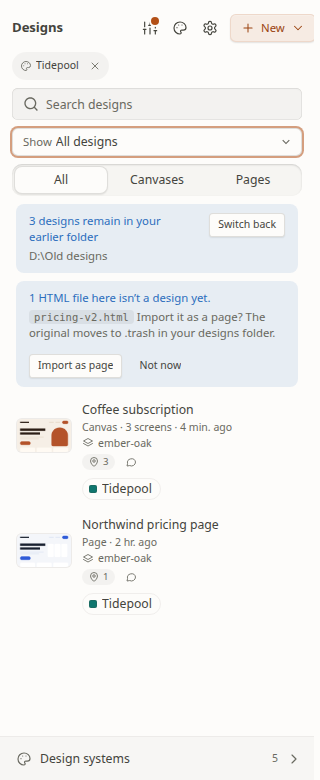 Designs
New
Tidepool
Search designs
Show All designs
All
Canvases
Pages
3 designs remain in your
earlier folder
D:\Old designs
Switch back
1 HTML file here isn't a design yet.
pricing-v2.html Import it as a page? The
original moves to .trash in your designs folder.
Import as page
Not now
Coffee subscription
Canvas · 3 screens · 4 min. ago
ember-oak
3
Tidepool
Northwind pricing page
Page · 2 hr. ago
ember-oak
1
Tidepool
Design systems
5